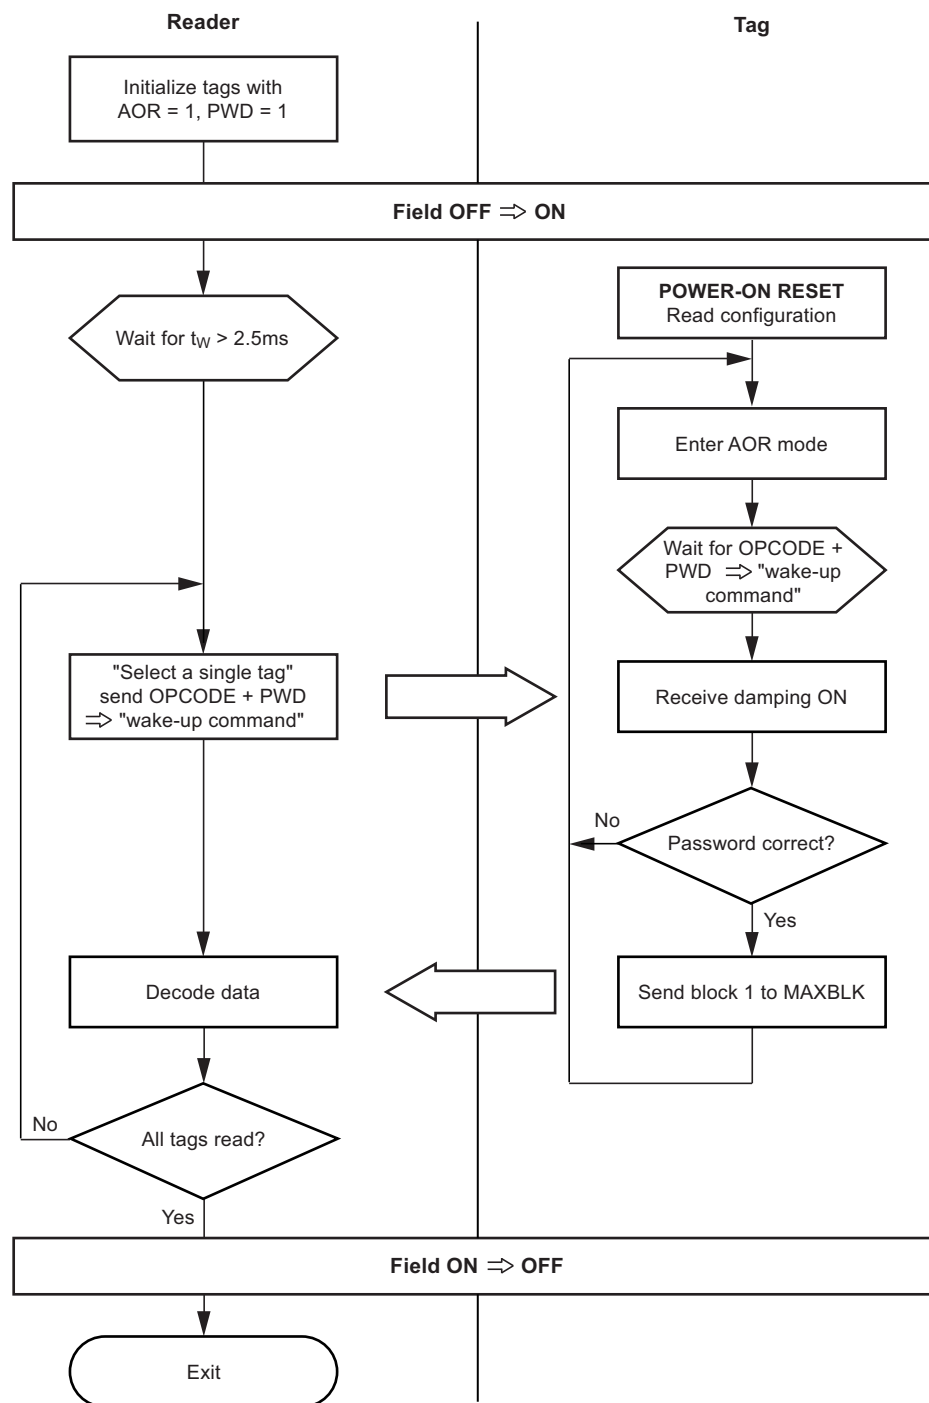 Reader
Tag
Initialize tags with
AOR = 1, PWD = 1
Field OFF ⇒ ON
POWER-ON RESET
Read configuration
Wait for tW > 2.5ms
Enter AOR mode
Wait for OPCODE +
PWD ⇒ "wake-up
command"
"Select a single tag"
send OPCODE + PWD
⇒ "wake-up command"
Receive damping ON
No
Password correct?
Yes
Decode data
Send block 1 to MAXBLK
No
All tags read?
Yes
Field ON ⇒ OFF
Exit